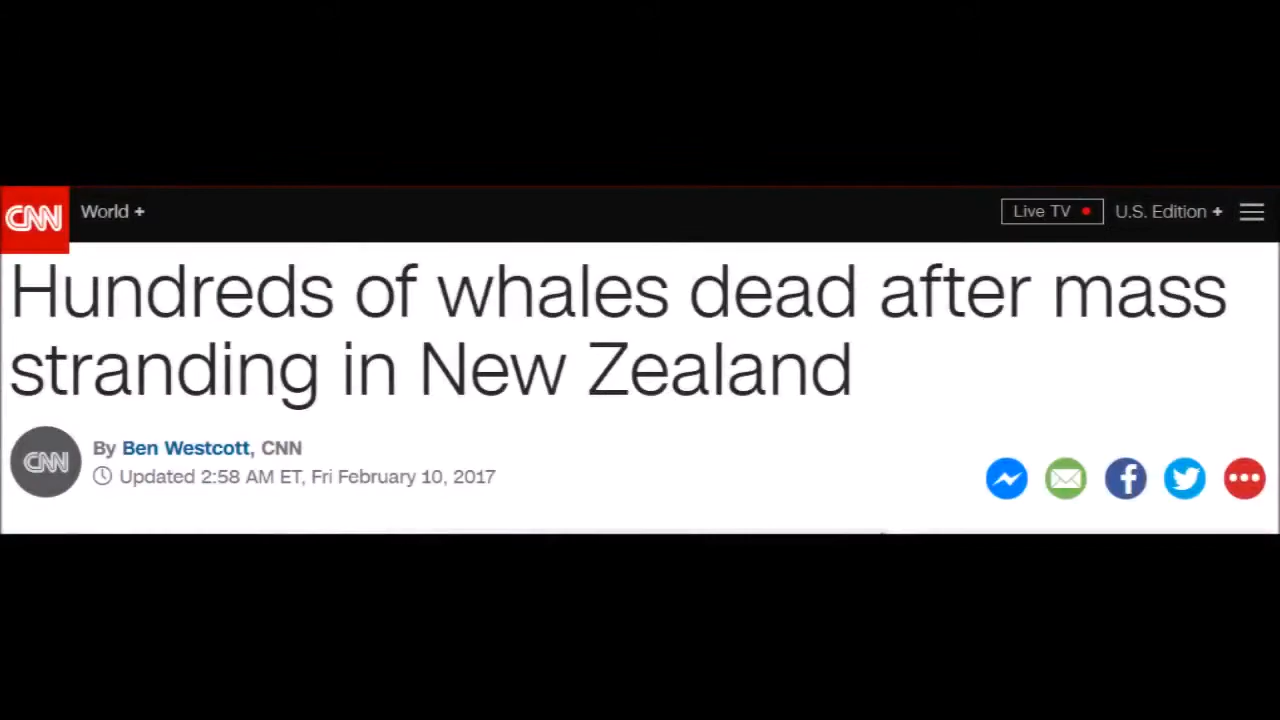 CNN World + Live TV U.S. Edition +
Hundreds of whales dead after mass
stranding in New Zealand
CNN By Ben Westcott, CNN
Updated 2:58 AM ET, Fri February 10, 2017